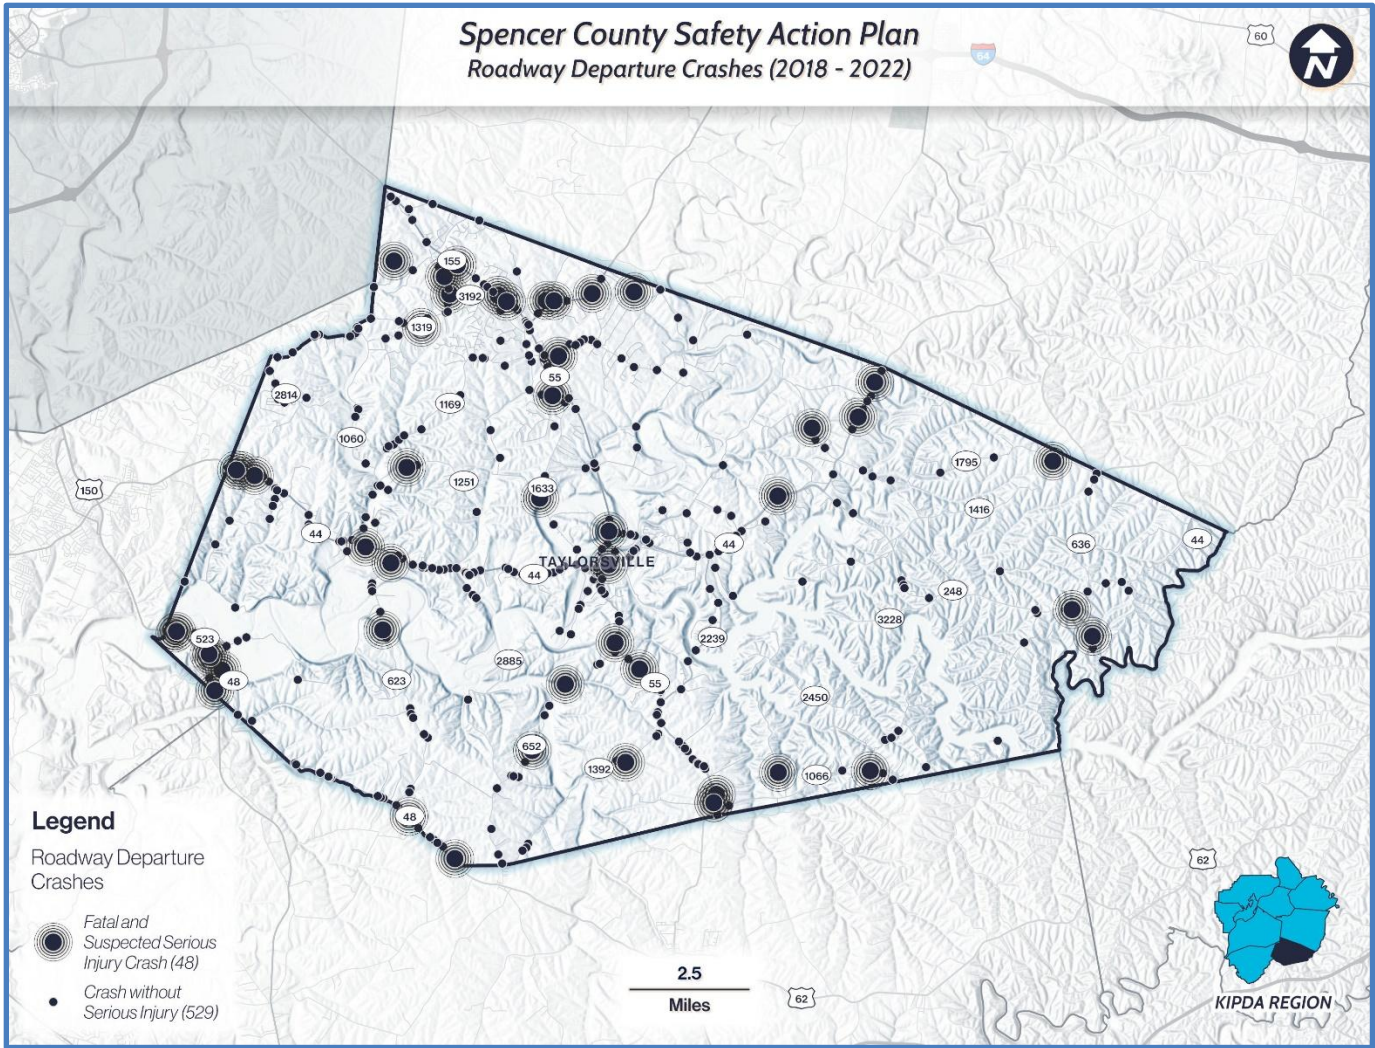 Spencer County Safety Action Plan
Roadway Departure Crashes (2018 - 2022)
64
60
N
155
3192
1319
55
2814
1169
1060
1795
150
1251
1633
1416
44
44
636
44
TAYLORSVILLE
44
248
3228
523
2239
2885
48
623
55
2450
652
1392
1066
48
62
62
Legend
Roadway Departure
Crashes
Fatal and
Suspected Serious
Injury Crash (48)
Crash without
Serious Injury (529)
2.5
Miles
KIPDA REGION